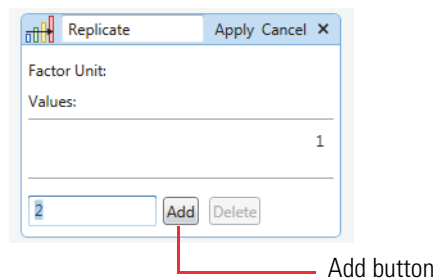 Replicate Apply Cancel ×
Factor Unit:
Values:
1
2 Add Delete
Add button